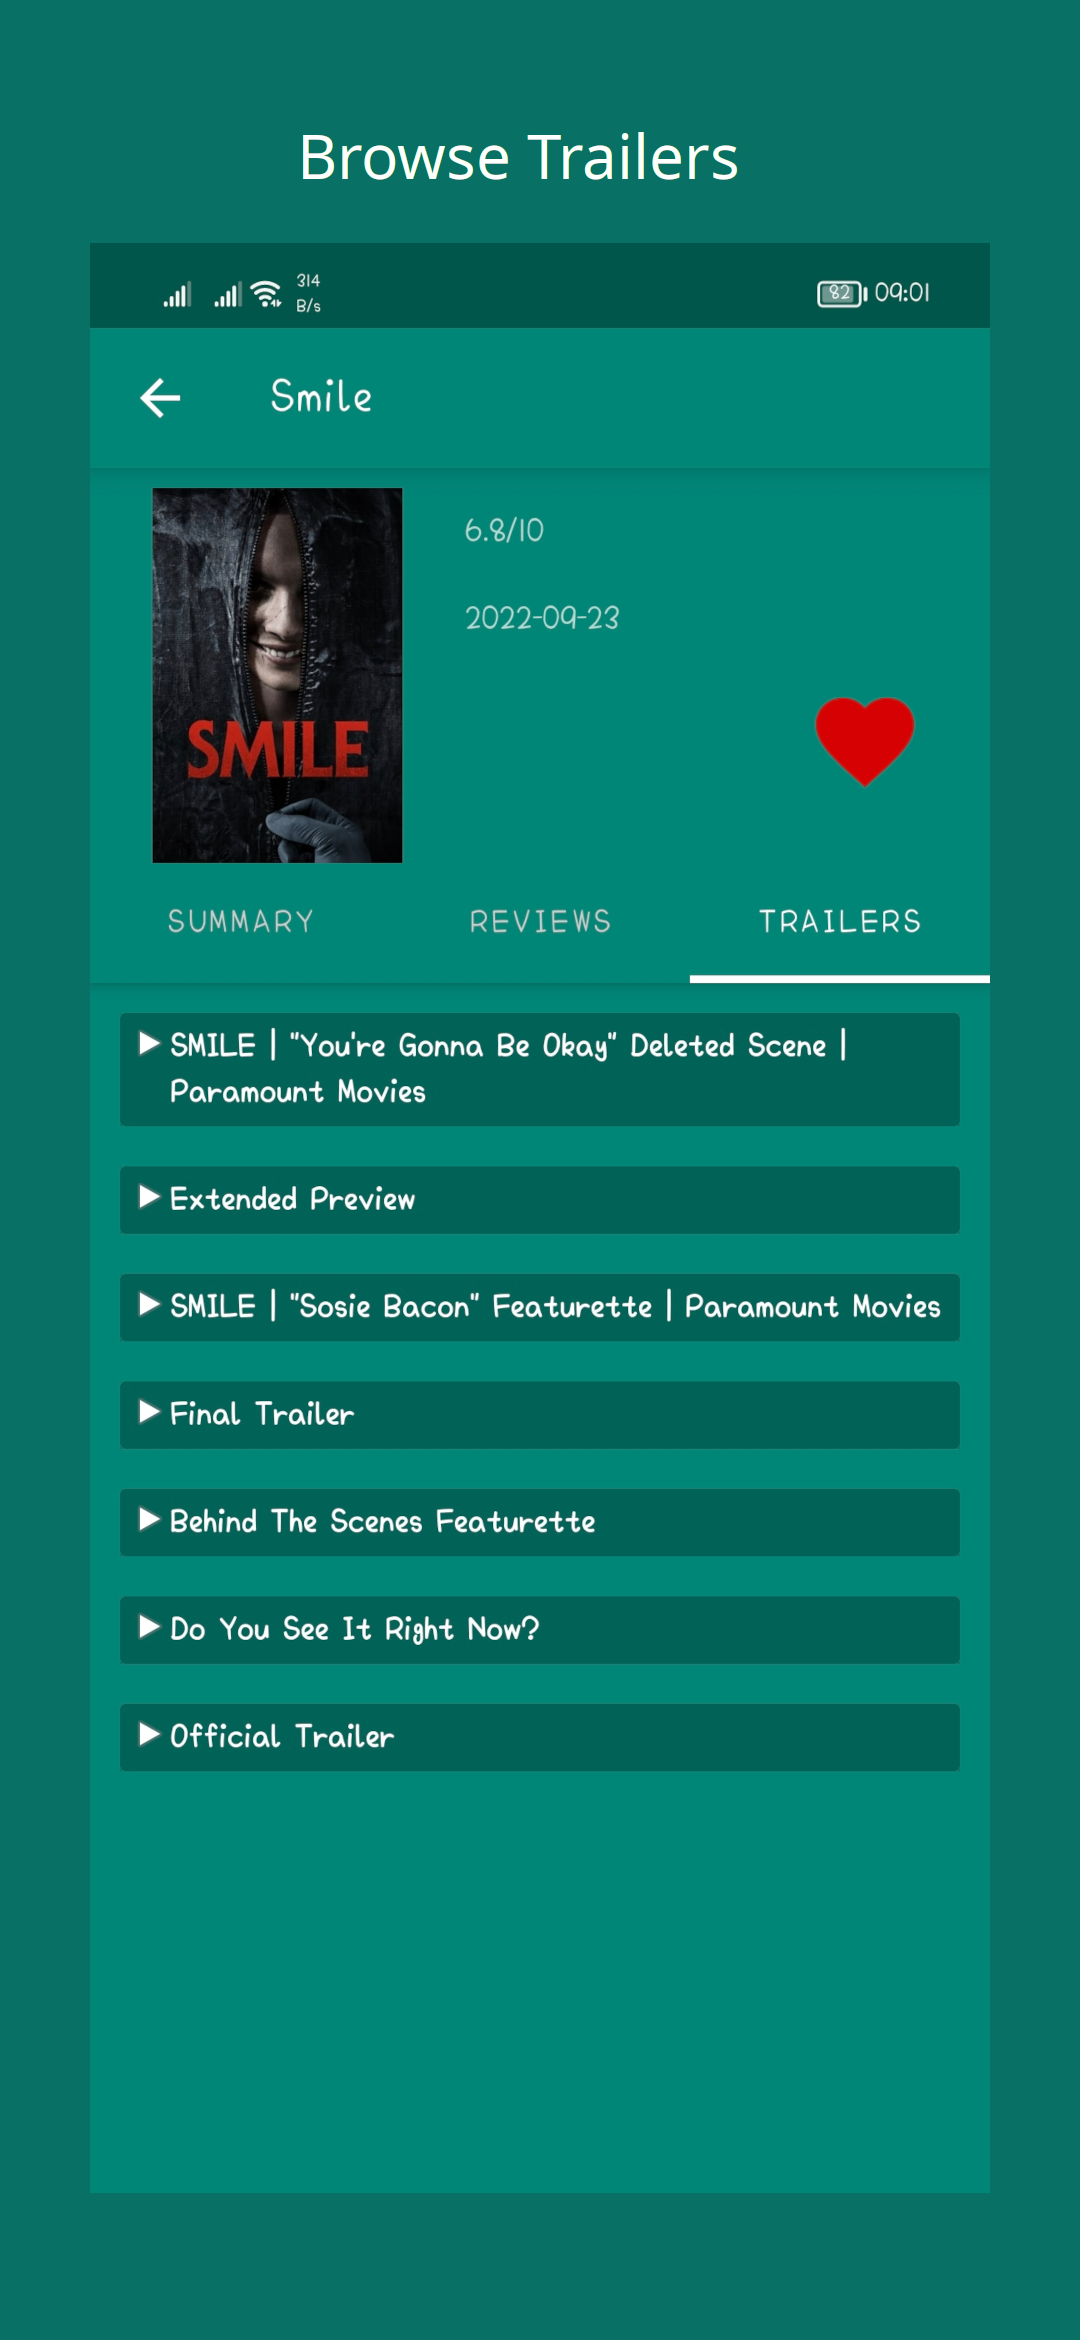 Browse Trailers
314
B/s
82 09:01
Smile
6.8/10
2022-09-23
SMILE
SUMMARY REVIEWS TRAILERS
SMILE | "You're Gonna Be Okay" Deleted Scene |
Paramount Movies
Extended Preview
SMILE | "Sosie Bacon" Featurette | Paramount Movies
Final Trailer
Behind The Scenes Featurette
Do You See It Right Now?
Official Trailer